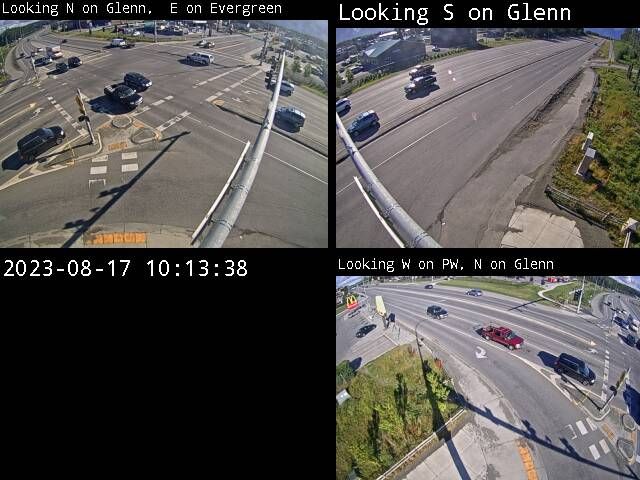 Looking N on Glenn,  E on Evergreen
Looking S on Glenn
2023-08-17 10:13:38
Looking W on PW, N on Glenn